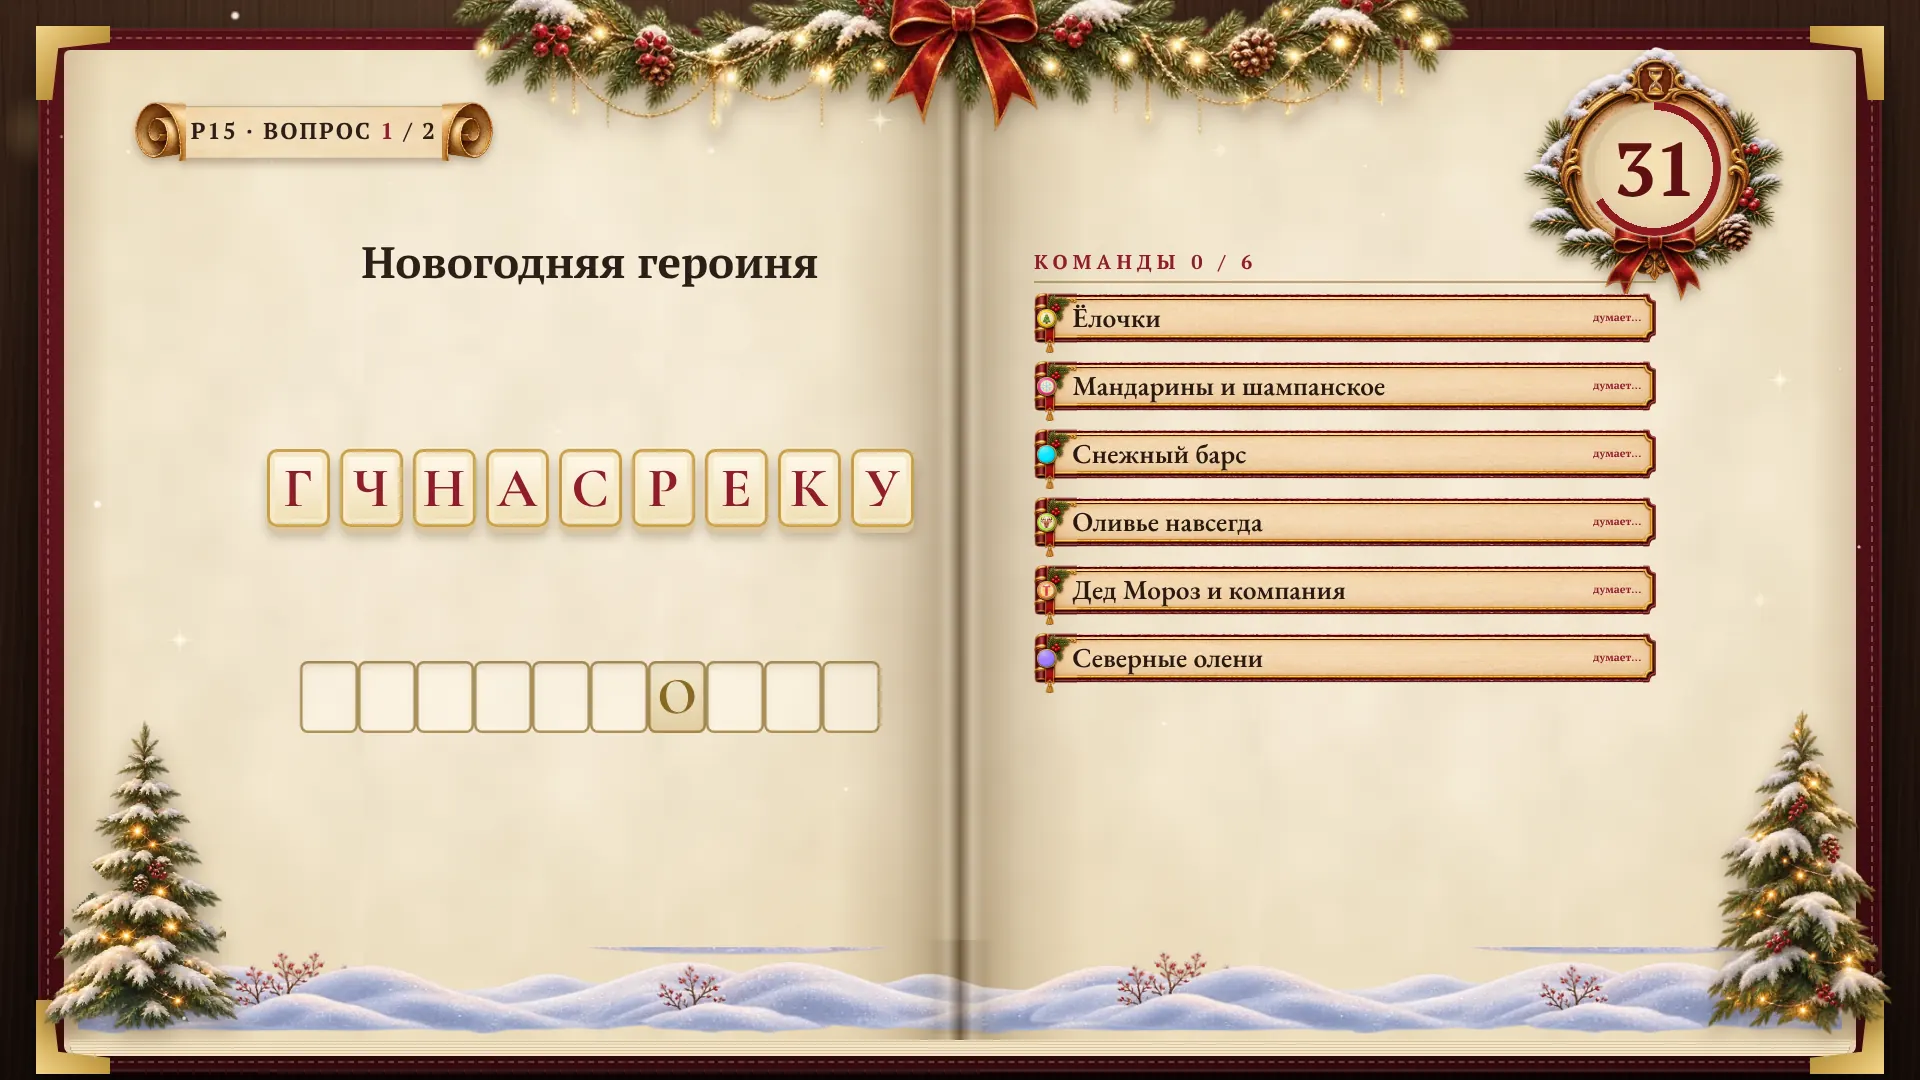 P15 · ВОПРОС 1 / 2
31
Новогодняя героиня
Г Ч Н А С Р Е К У
О
КОМАНДЫ 0 / 6
Ёлочки думает...
Мандарины и шампанское думает...
Снежный барс думает...
Оливье навсегда думает...
Дед Мороз и компания думает...
Северные олени думает...